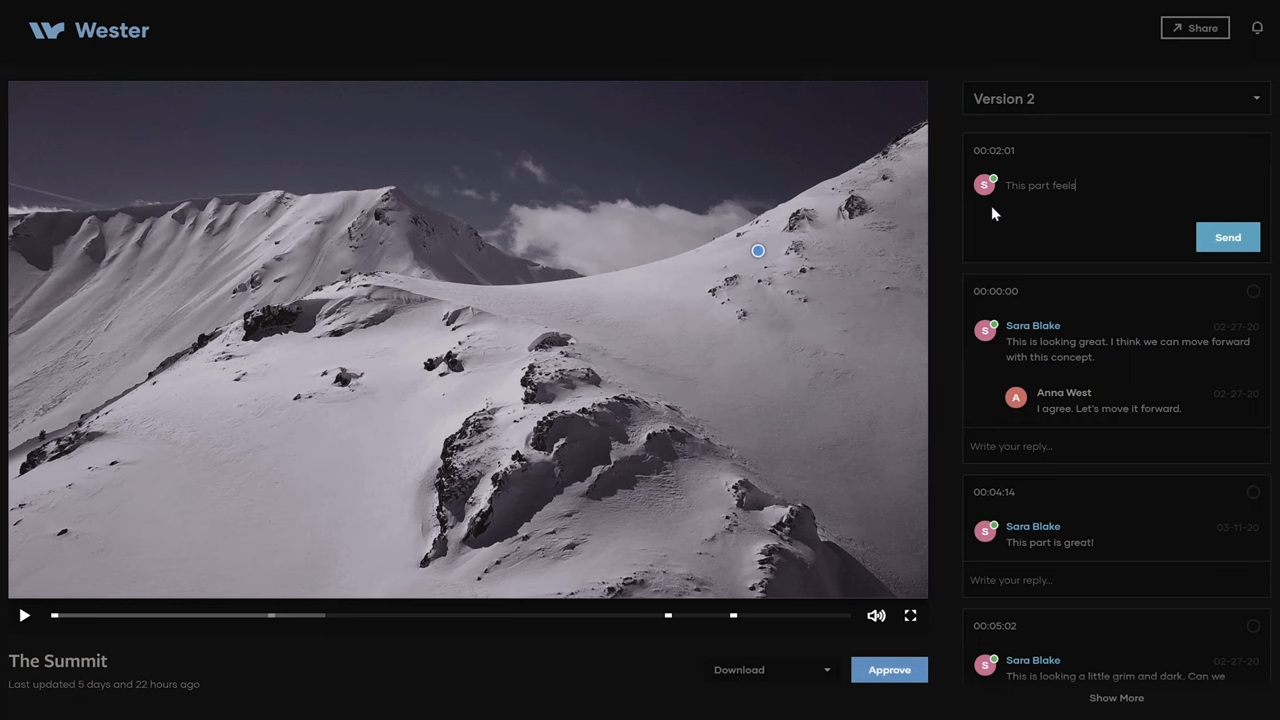 Wester
Share
Version 2
00:02:01
S
This part feels
Send
00:00:00
S
Sara Blake
02-27-20
This is looking great. I think we can move forward
with this concept.
A
Anna West
02-27-20
I agree. Let's move it forward.
Write your reply...
00:04:14
S
Sara Blake
03-11-20
This part is great!
Write your reply...
00:05:02
S
Sara Blake
02-27-20
This is looking a little grim and dark. Can we
Show More
The Summit
Last updated 5 days and 22 hours ago
Download
Approve